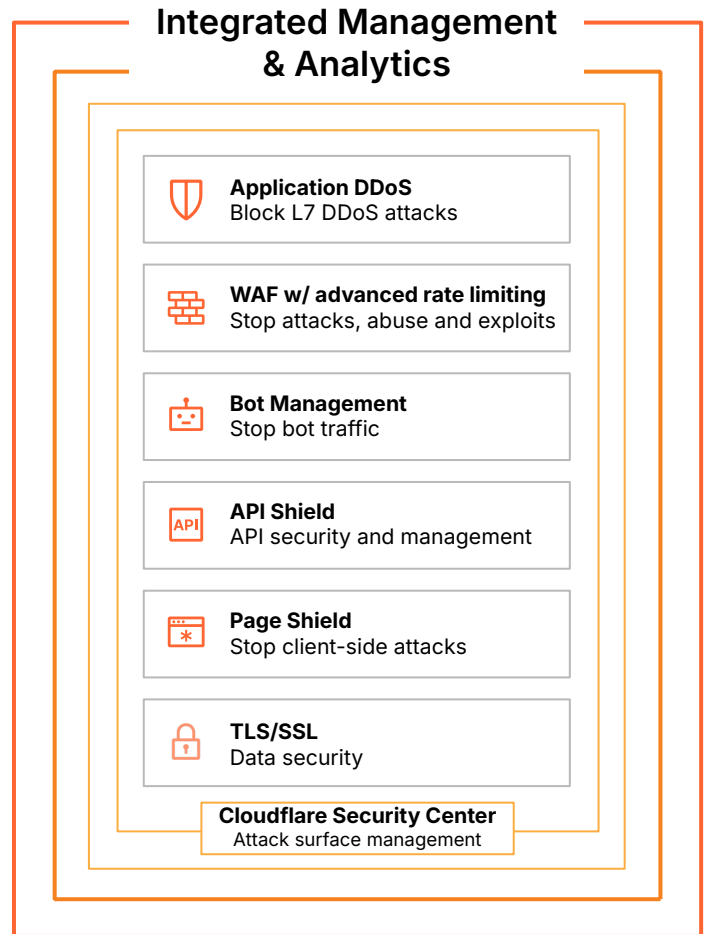 Integrated Management
& Analytics
Application DDoS
Block L7 DDoS attacks
WAF w/ advanced rate limiting
Stop attacks, abuse and exploits
Bot Management
Stop bot traffic
API
API Shield
API security and management
Page Shield
Stop client-side attacks
TLS/SSL
Data security
Cloudflare Security Center
Attack surface management